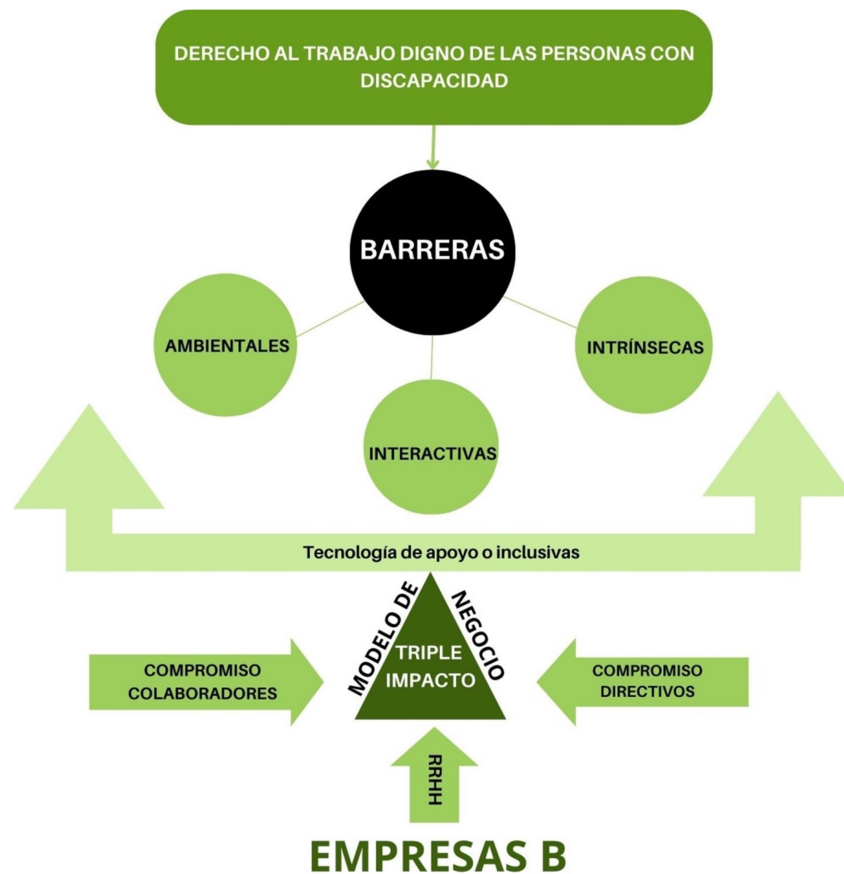 DERECHO AL TRABAJO DIGNO DE LAS PERSONAS CON
DISCAPACIDAD
BARRERAS
AMBIENTALES
INTRÍNSECAS
INTERACTIVAS
Tecnología de apoyo o inclusivas
MODELO DE
NEGOCIO
TRIPLE
IMPACTO
COMPROMISO
COLABORADORES
COMPROMISO
DIRECTIVOS
RRHH
EMPRESAS B